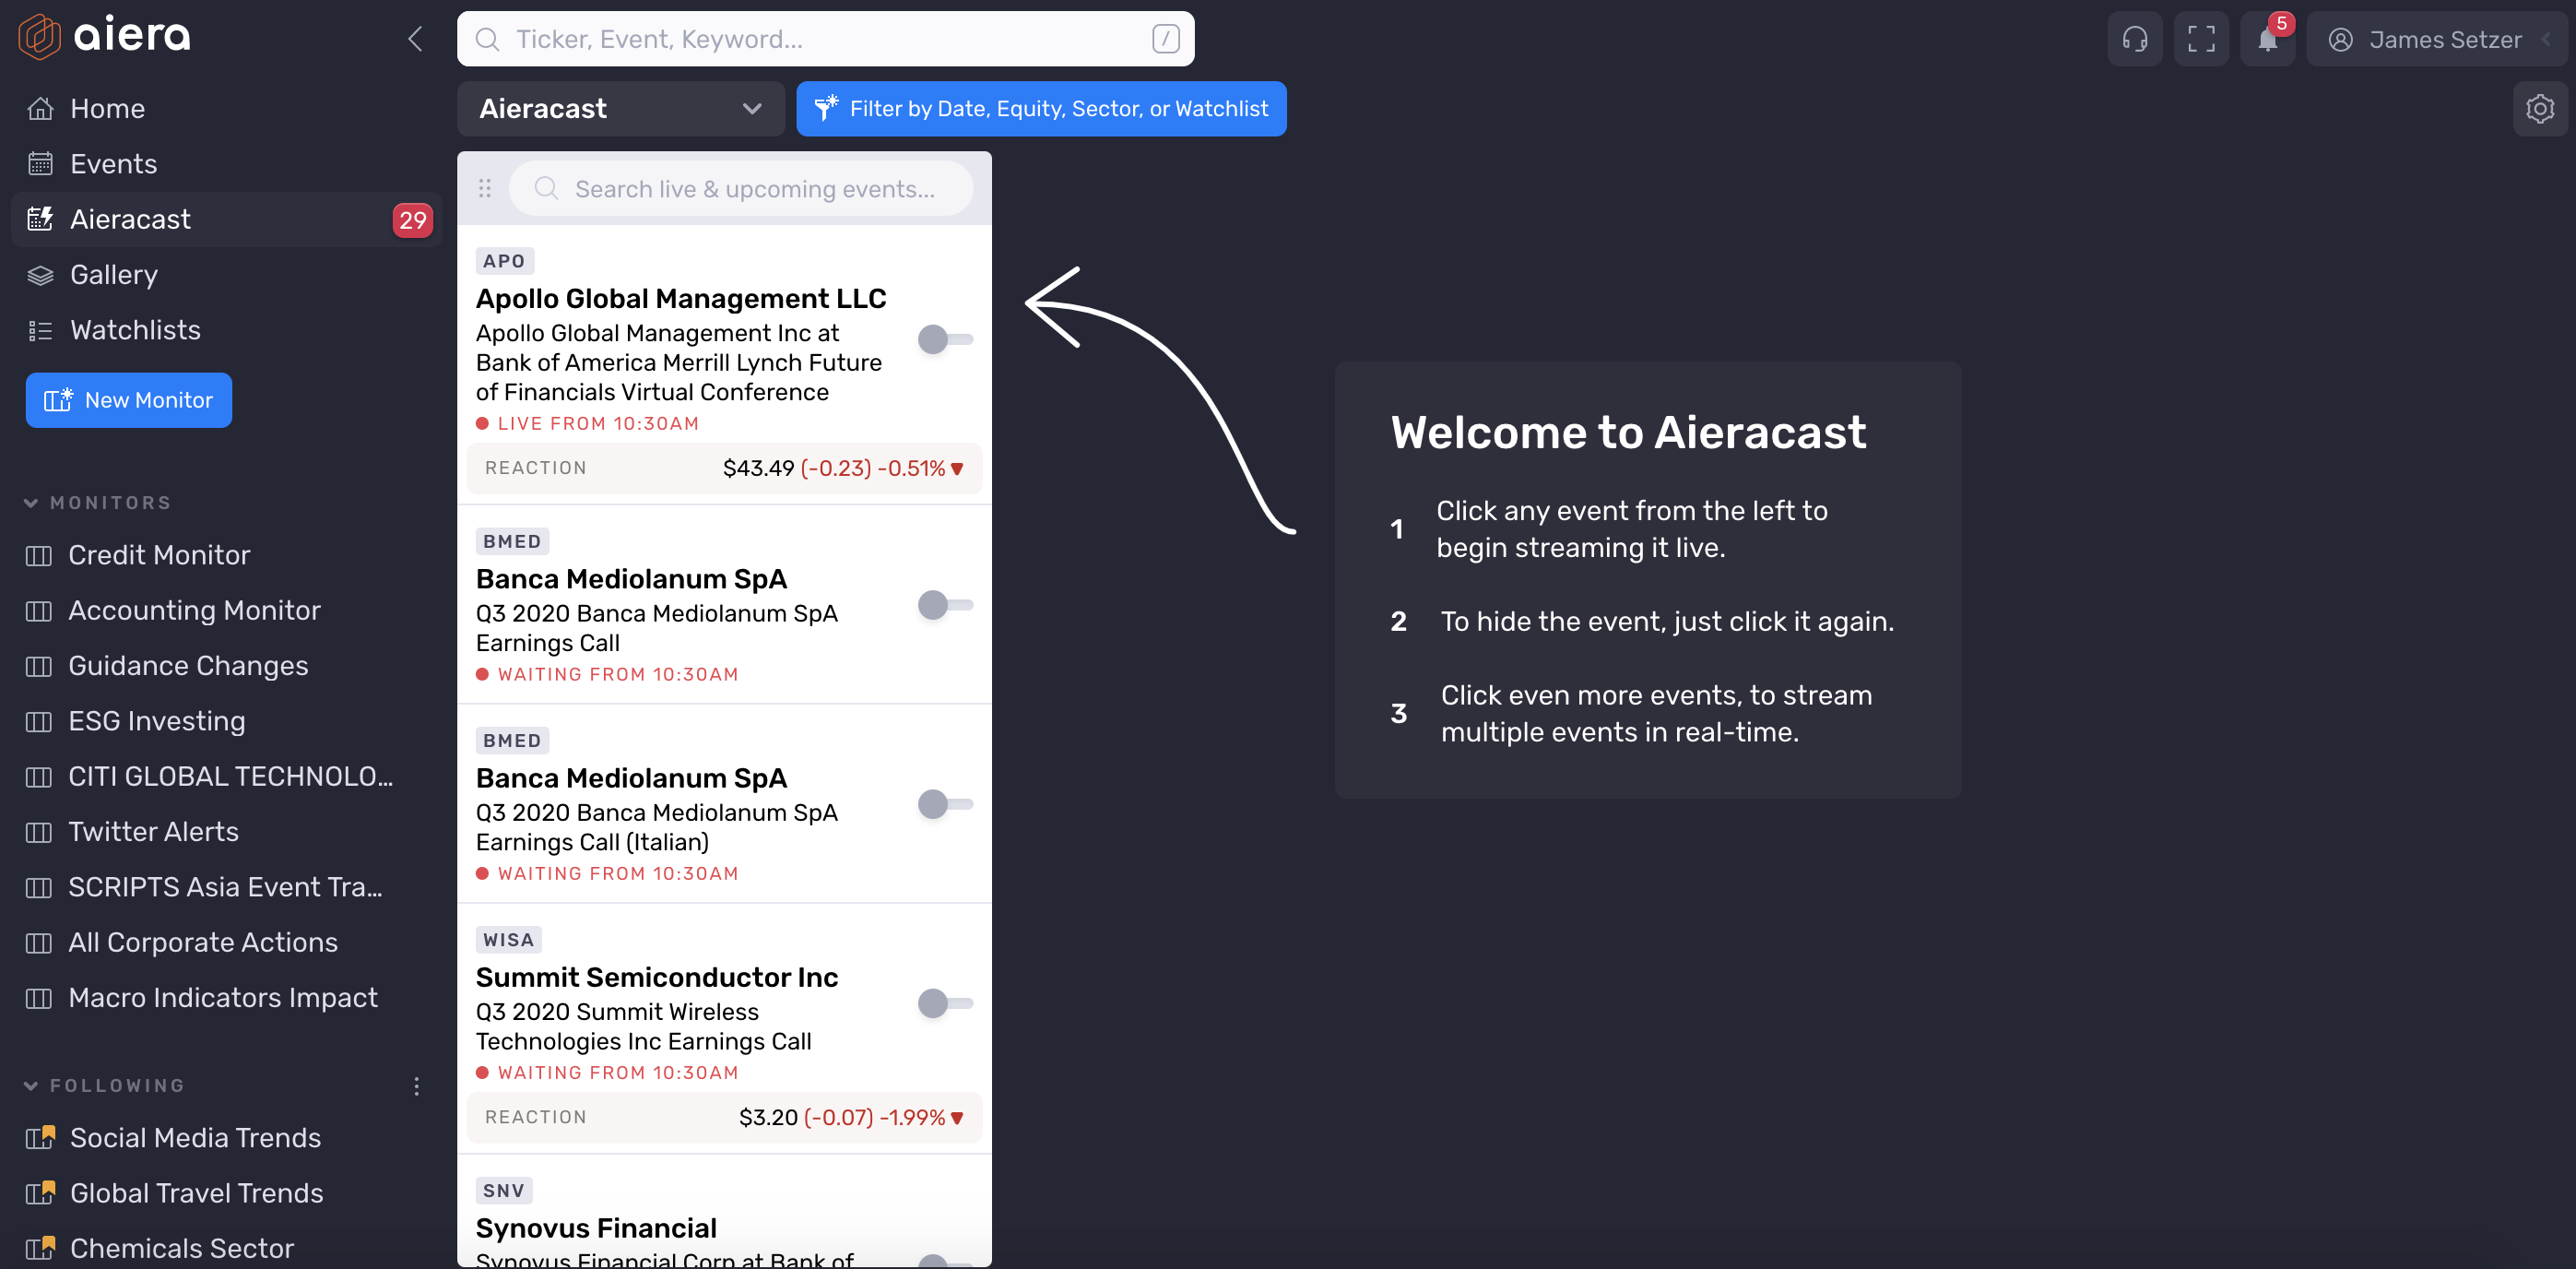 aiera
Ticker, Event, Keyword...
/
5
James Setzer
Home
Events
Aieracast
29
Gallery
Watchlists
New Monitor
MONITORS
Credit Monitor
Accounting Monitor
Guidance Changes
ESG Investing
CITI GLOBAL TECHNOLO...
Twitter Alerts
SCRIPTS Asia Event Tra...
All Corporate Actions
Macro Indicators Impact
FOLLOWING
Social Media Trends
Global Travel Trends
Chemicals Sector
Aieracast
Filter by Date, Equity, Sector, or Watchlist
Search live & upcoming events...
APO
Apollo Global Management LLC
Apollo Global Management Inc at
Bank of America Merrill Lynch Future
of Financials Virtual Conference
LIVE FROM 10:30AM
REACTION $43.49 (-0.23) -0.51%
BMED
Banca Mediolanum SpA
Q3 2020 Banca Mediolanum SpA
Earnings Call
WAITING FROM 10:30AM
BMED
Banca Mediolanum SpA
Q3 2020 Banca Mediolanum SpA
Earnings Call (Italian)
WAITING FROM 10:30AM
WISA
Summit Semiconductor Inc
Q3 2020 Summit Wireless
Technologies Inc Earnings Call
WAITING FROM 10:30AM
REACTION $3.20 (-0.07) -1.99%
SNV
Synovus Financial
Synovus Financial Corp at Bank of
Welcome to Aieracast
1 Click any event from the left to
begin streaming it live.
2 To hide the event, just click it again.
3 Click even more events, to stream
multiple events in real-time.